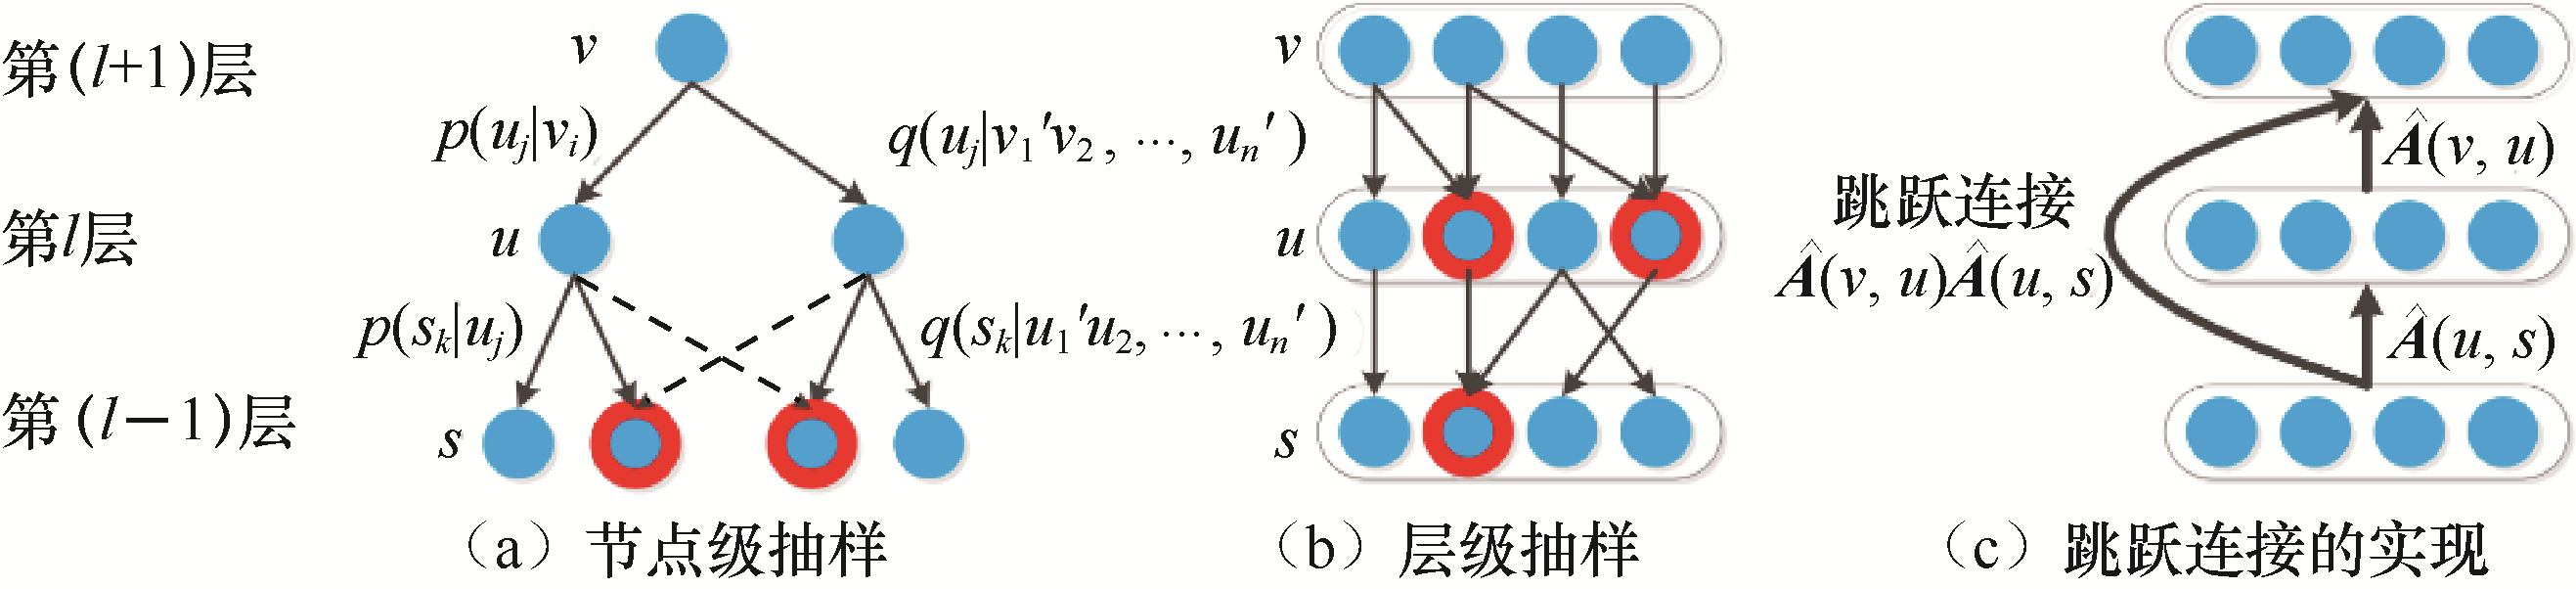 第(l+1)层
v
v
p(uⱼ|vᵢ)
q(uⱼ|v₁′v₂, ···, uₙ′)
Â(v, u)
跳跃连接
Â(v, u)Â(u, s)
第l层
u
u
p(sₖ|uⱼ)
q(sₖ|u₁′u₂, ···, uₙ′)
Â(u, s)
第(l−1)层
s
s
（a）节点级抽样
（b）层级抽样
（c）跳跃连接的实现